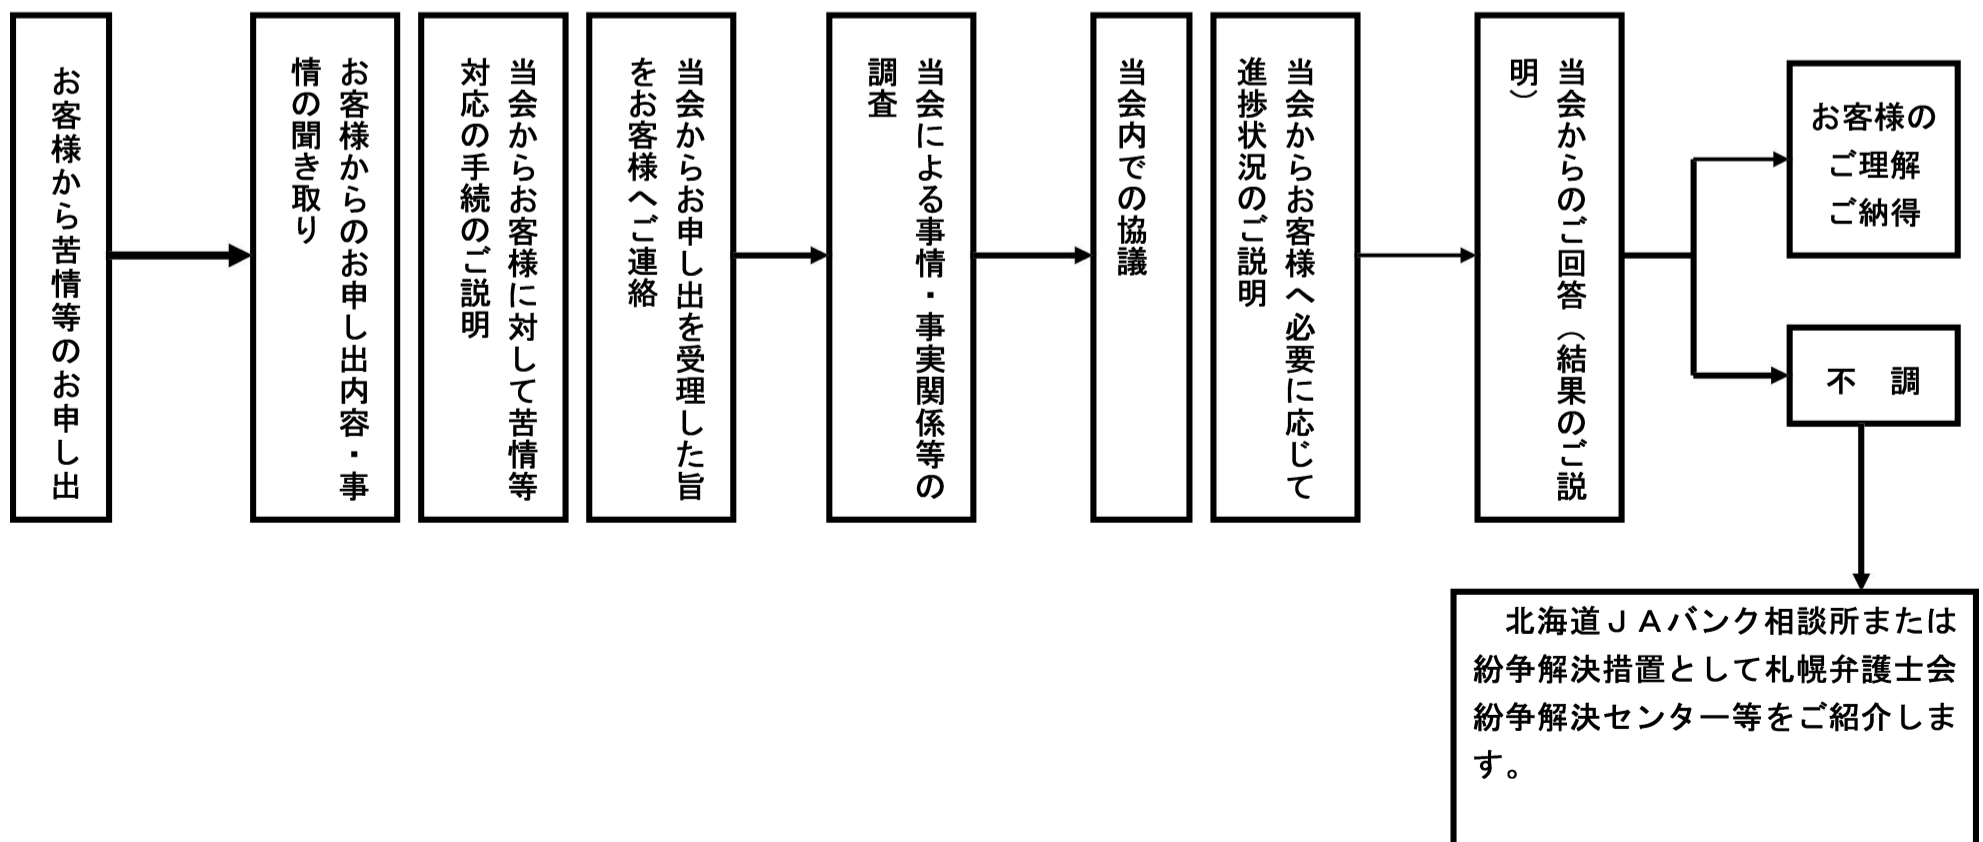 お客様から苦情等のお申し出
お客様からのお申し出内容・事
情の聞き取り
当会からお客様に対して苦情等
対応の手続のご説明
当会からお申し出を受理した旨
をお客様へご連絡
当会による事情・事実関係等の
調査
当会内での協議
当会からお客様へ必要に応じて
進捗状況のご説明
当会からのご回答（結果のご説
明）
お客様の
ご理解
ご納得
不　調
北海道ＪＡバンク相談所または
紛争解決措置として札幌弁護士会
紛争解決センター等をご紹介しま
す。